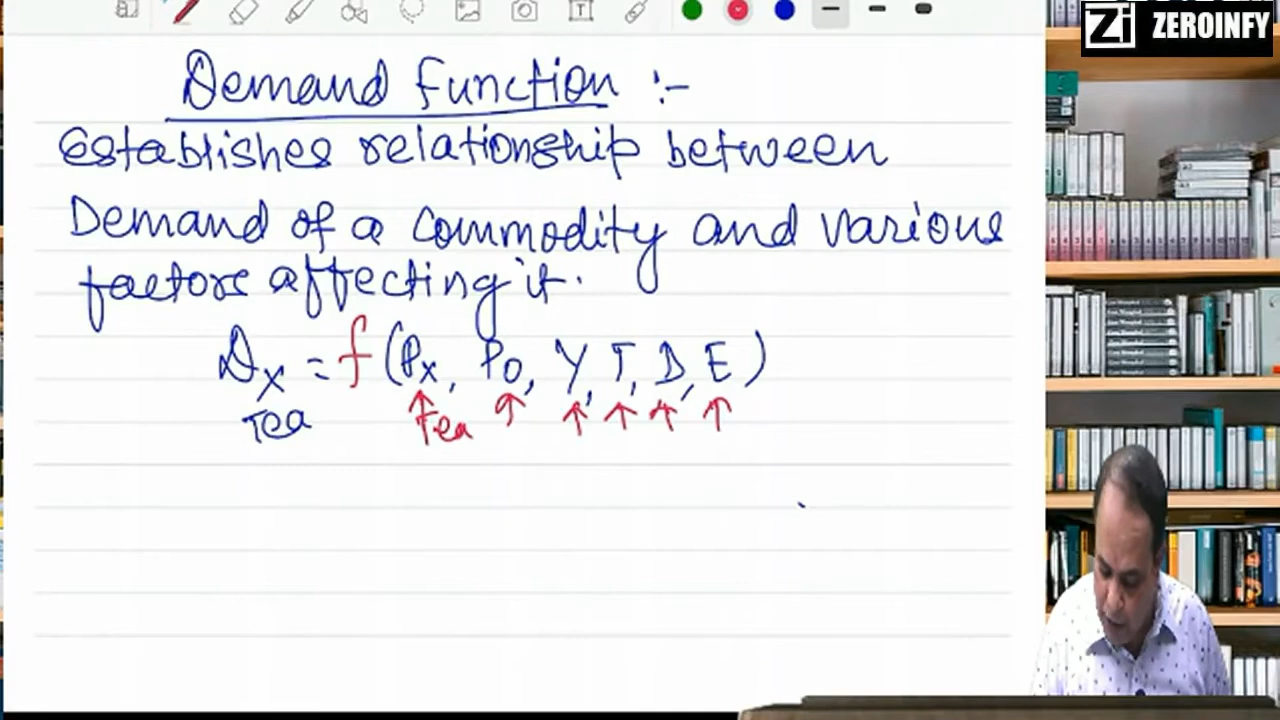 Zi ZEROINFY
Demand Function :-
Establishes relationship between
Demand of a commodity and various
factors affecting it.
Dx = f (Px, Po, Y, T, D, E)
Tea Tea